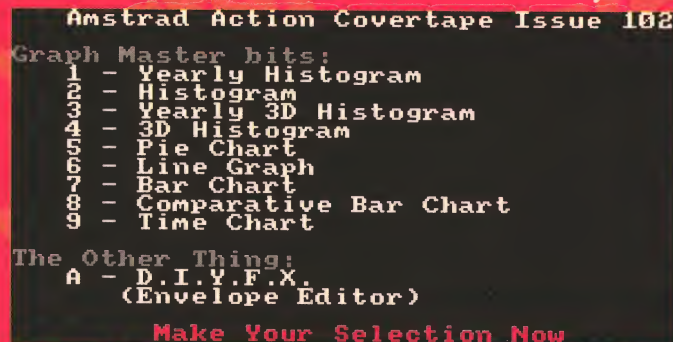 Amstrad Action Covertape Issue 102
Graph Master bits:
1 - Yearly Histogram
2 - Histogram
3 - Yearly 3D Histogram
4 - 3D Histogram
5 - Pie Chart
6 - Line Graph
7 - Bar Chart
8 - Comparative Bar Chart
9 - Time Chart
The Other Thing:
A - D.I.Y.F.X.
(Envelope Editor)
Make Your Selection Now